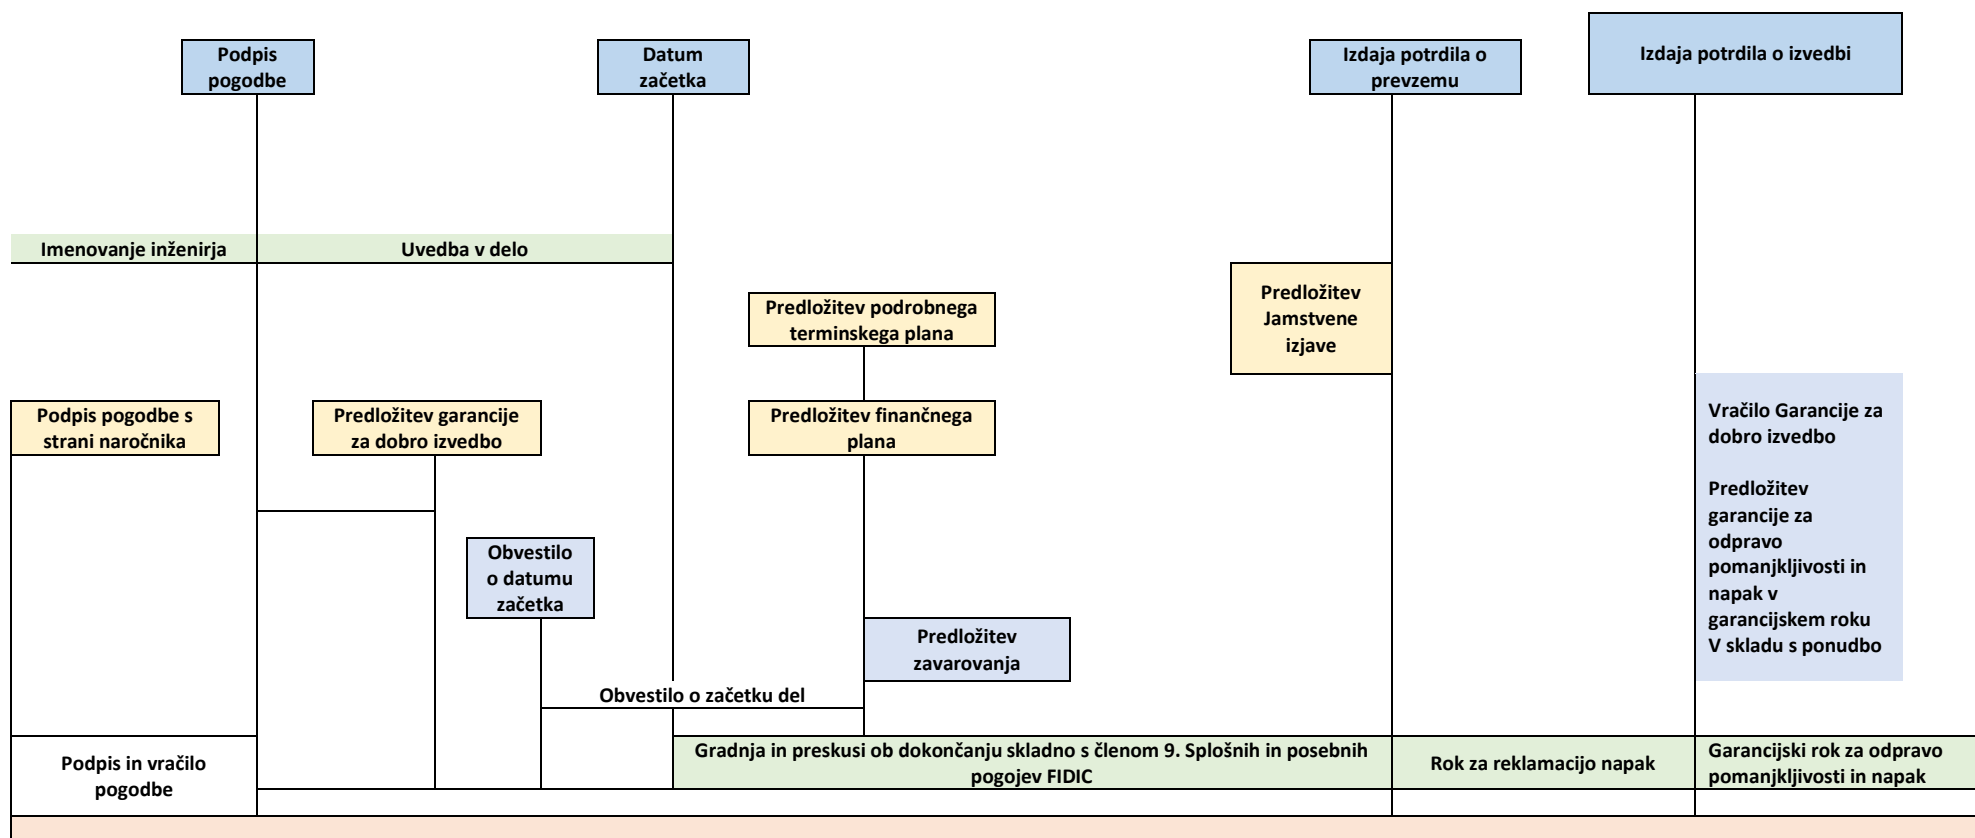 Podpis
pogodbe
Datum
začetka
Izdaja potrdila o
prevzemu
Izdaja potrdila o izvedbi
Imenovanje inženirja
Uvedba v delo
Predložitev
Jamstvene
izjave
Predložitev podrobnega
terminskega plana
Podpis pogodbe s
strani naročnika
Predložitev garancije
za dobro izvedbo
Predložitev finančnega
plana
Vračilo Garancije za
dobro izvedbo
Predložitev
garancije za
odpravo
pomanjkljivosti in
napak v
garancijskem roku
V skladu s ponudbo
Obvestilo
o datumu
začetka
Predložitev
zavarovanja
Obvestilo o začetku del
Podpis in vračilo
pogodbe
Gradnja in preskusi ob dokončanju skladno s členom 9. Splošnih in posebnih
pogojev FIDIC
Rok za reklamacijo napak
Garancijski rok za odpravo
pomanjkljivosti in napak